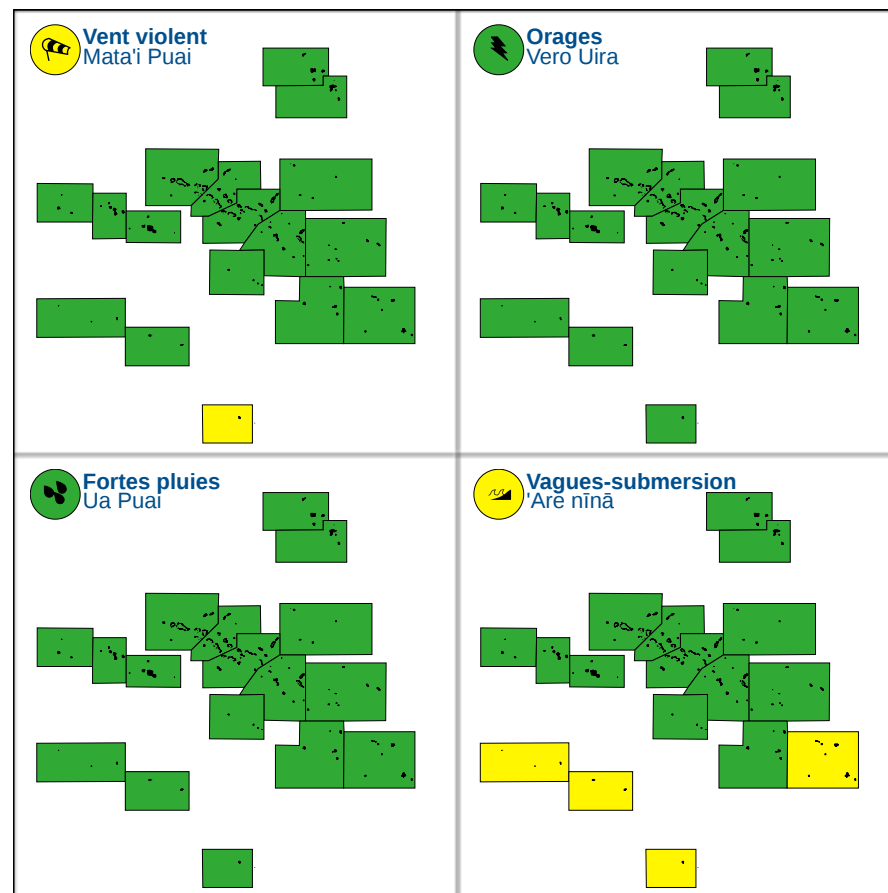 Vent violent
Mata'i Puai
Orages
Vero Uira
Fortes pluies
Ua Puai
Vagues-submersion
'Are nīnā